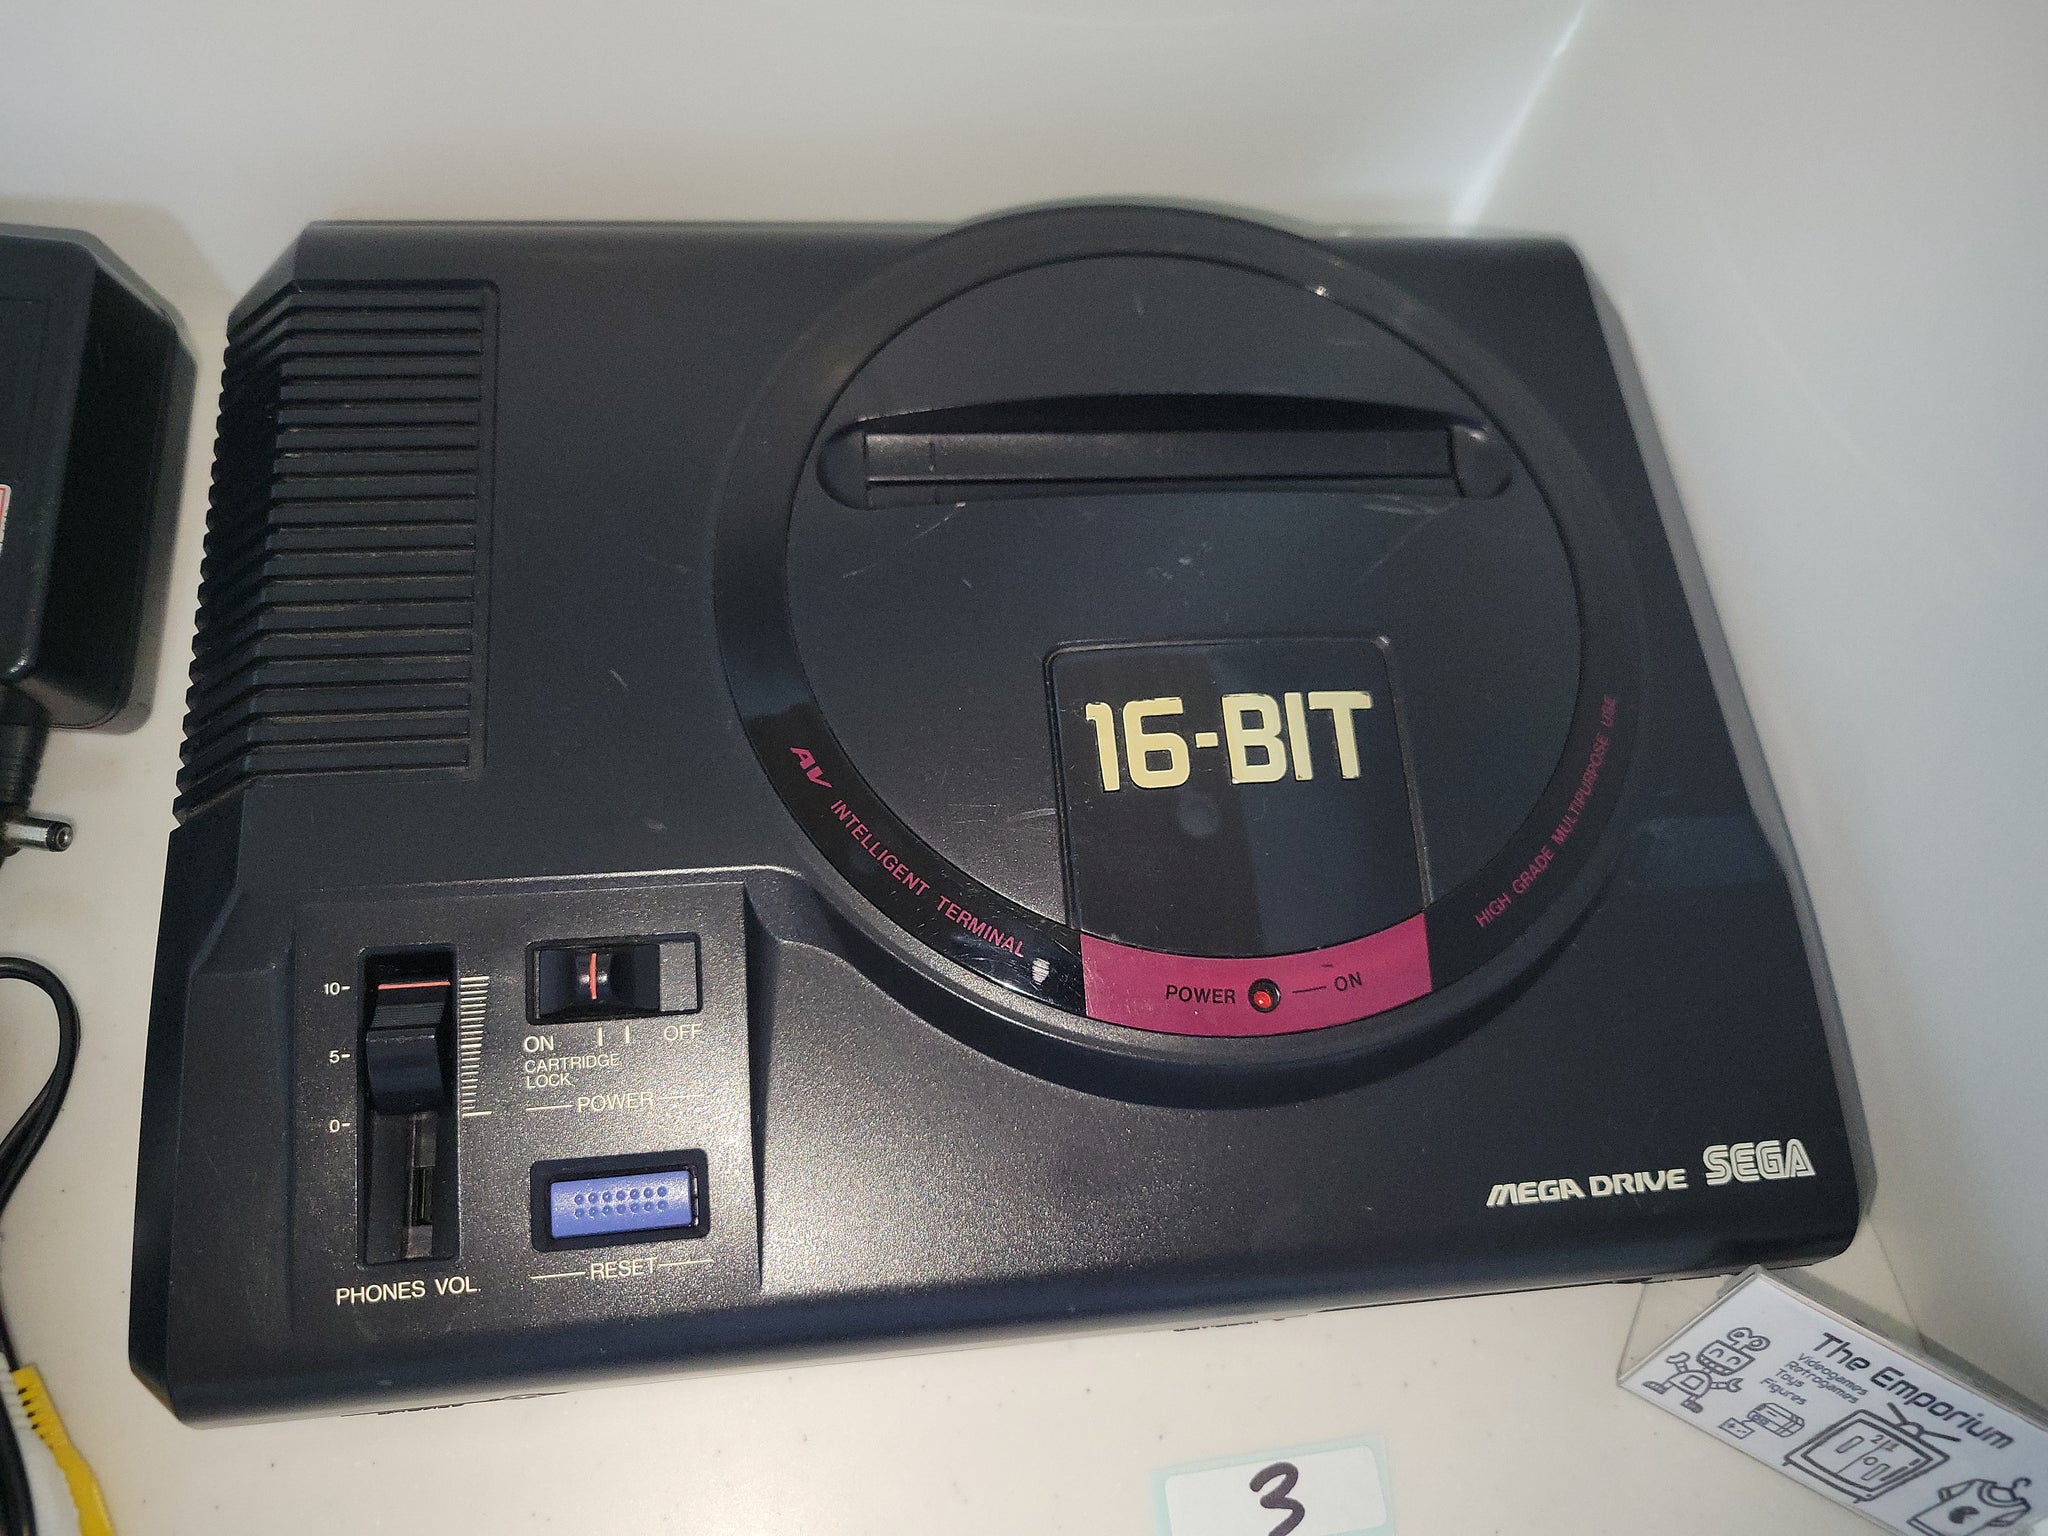 16-BIT
AV INTELLIGENT TERMINAL
HIGH GRADE MULTIPURPOSE USE
POWER — ON
10-
5-
0-
PHONES VOL.
ON OFF
CARTRIDGE
LOCK
POWER
RESET
MEGA DRIVE SEGA
The Emporium
Videogames
Retrogames
Toys
Figures
3